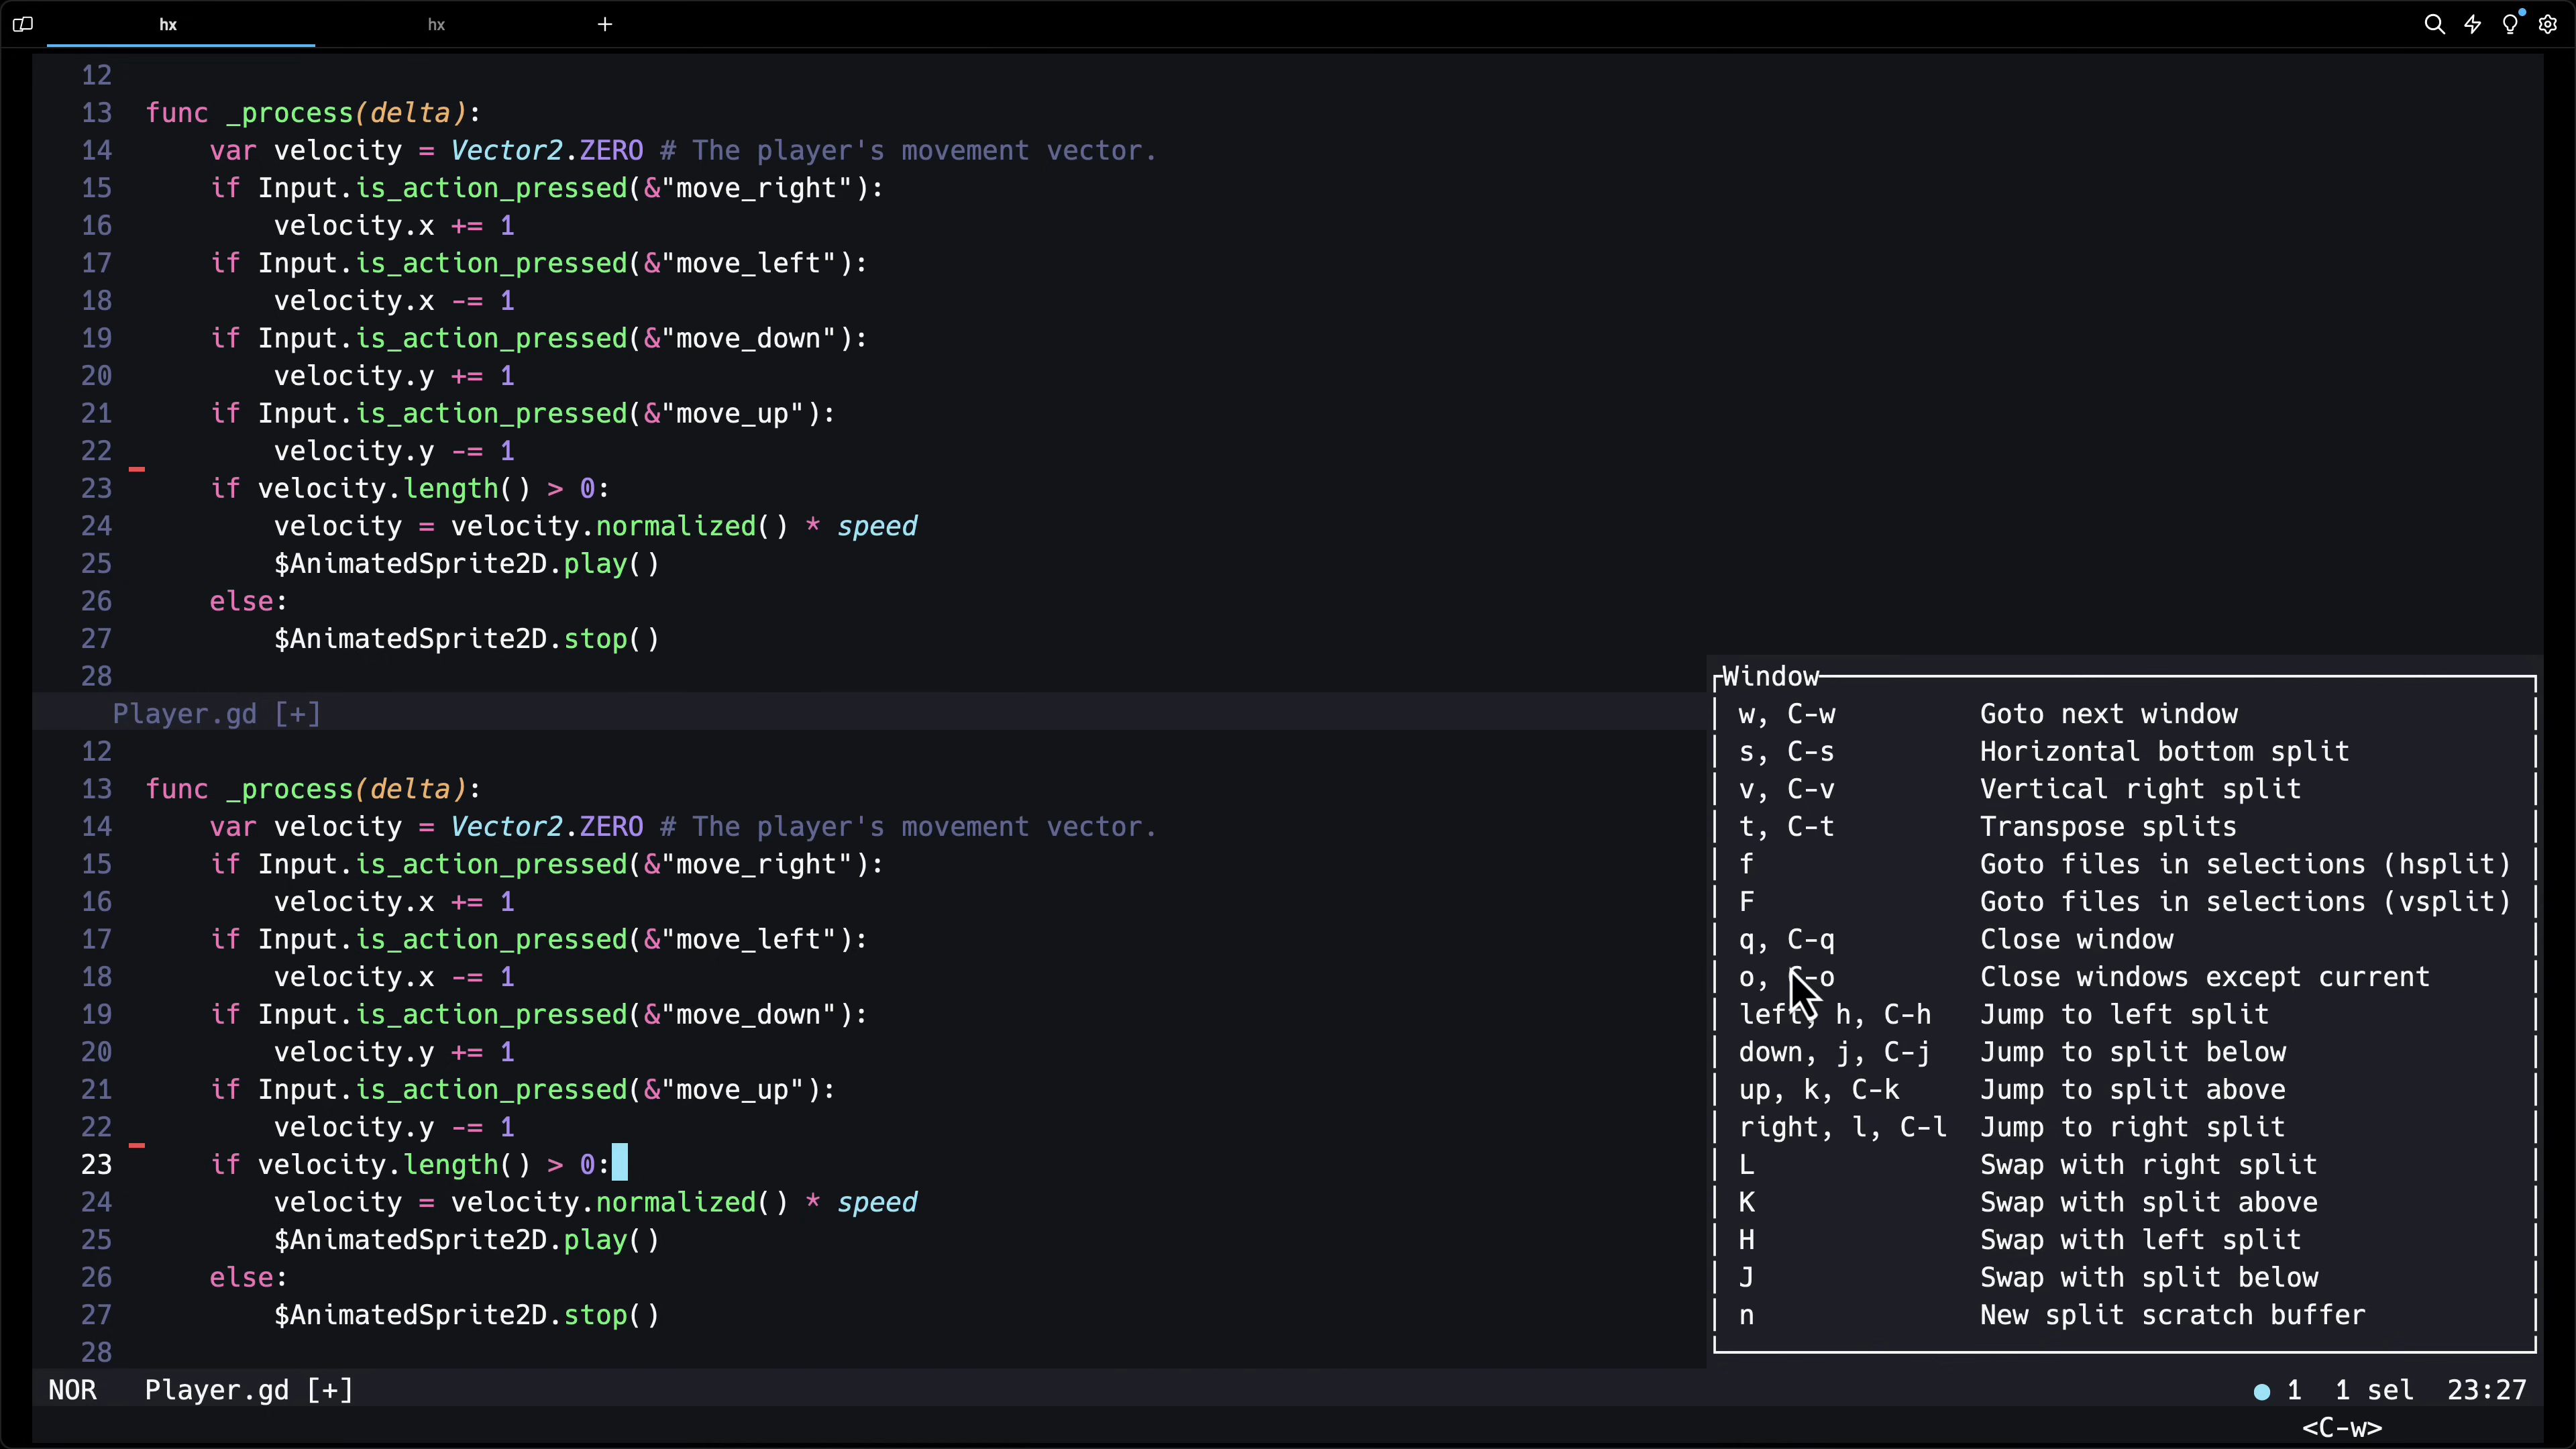 hx hx +
12
13 func _process(delta):
14 var velocity = Vector2.ZERO # The player's movement vector.
15 if Input.is_action_pressed(&"move_right"):
16 velocity.x += 1
17 if Input.is_action_pressed(&"move_left"):
18 velocity.x -= 1
19 if Input.is_action_pressed(&"move_down"):
20 velocity.y += 1
21 if Input.is_action_pressed(&"move_up"):
22 velocity.y -= 1
23 if velocity.length() > 0:
24 velocity = velocity.normalized() * speed
25 $AnimatedSprite2D.play()
26 else:
27 $AnimatedSprite2D.stop()
28
Player.gd [+]
12
13 func _process(delta):
14 var velocity = Vector2.ZERO # The player's movement vector.
15 if Input.is_action_pressed(&"move_right"):
16 velocity.x += 1
17 if Input.is_action_pressed(&"move_left"):
18 velocity.x -= 1
19 if Input.is_action_pressed(&"move_down"):
20 velocity.y += 1
21 if Input.is_action_pressed(&"move_up"):
22 velocity.y -= 1
23 if velocity.length() > 0:
24 velocity = velocity.normalized() * speed
25 $AnimatedSprite2D.play()
26 else:
27 $AnimatedSprite2D.stop()
28
Window
w, C-w Goto next window
s, C-s Horizontal bottom split
v, C-v Vertical right split
t, C-t Transpose splits
f Goto files in selections (hsplit)
F Goto files in selections (vsplit)
q, C-q Close window
o, C-o Close windows except current
left, h, C-h Jump to left split
down, j, C-j Jump to split below
up, k, C-k Jump to split above
right, l, C-l Jump to right split
L Swap with right split
K Swap with split above
H Swap with left split
J Swap with split below
n New split scratch buffer
NOR Player.gd [+] ● 1 1 sel 23:27
<C-w>